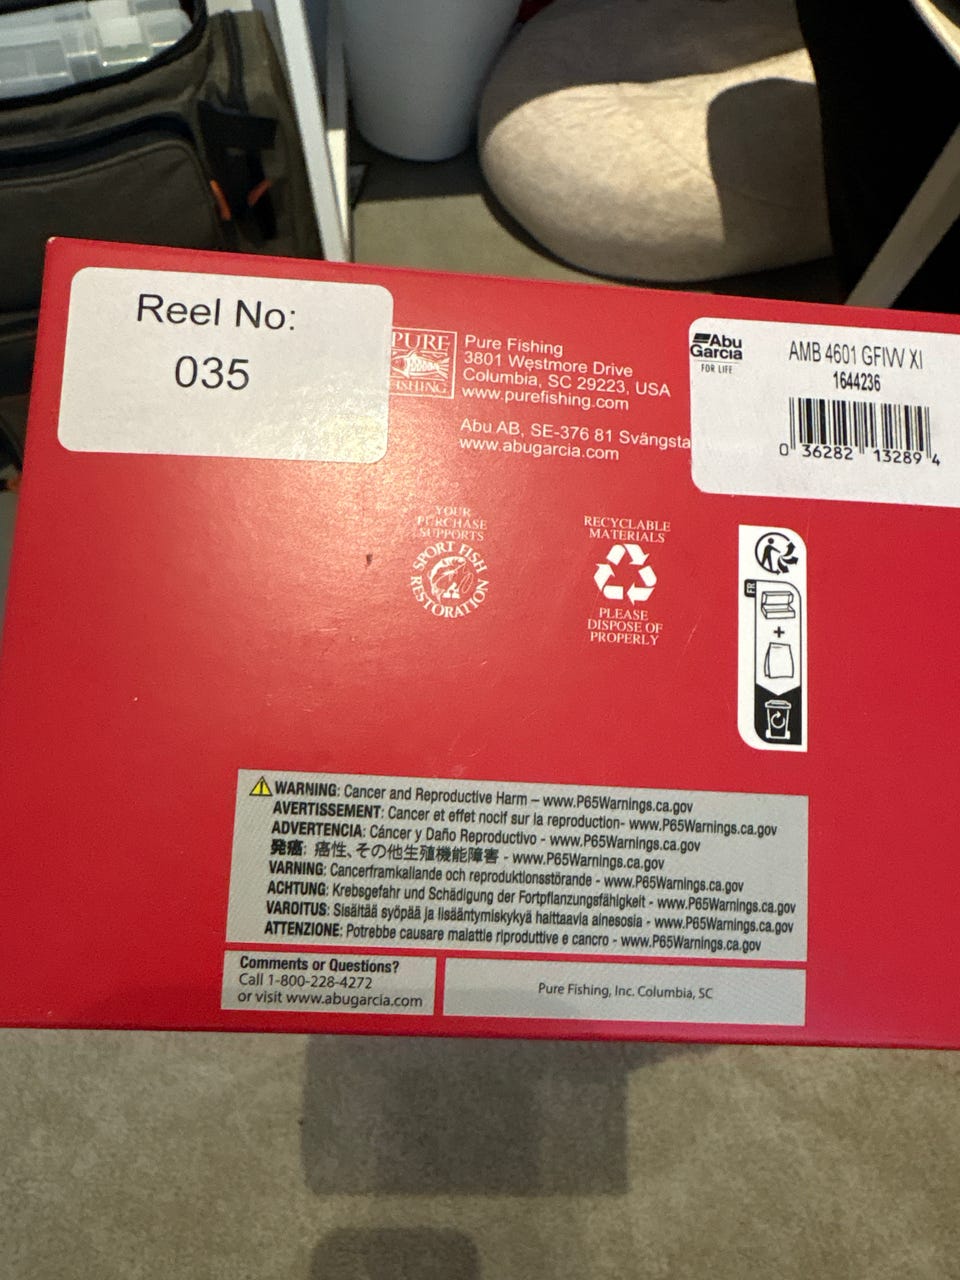 Reel No:
035
PURE
FISHING
Pure Fishing
3801 Westmore Drive
Columbia, SC 29223, USA
www.purefishing.com
Abu AB, SE-376 81 Svängsta
www.abugarcia.com
Abu
Garcia
FOR LIFE
AMB 4601 GFIVV XI
1644236
0 36282 13289 4
YOUR
PURCHASE
SUPPORTS
SPORT FISH
RESTORATION
RECYCLABLE
MATERIALS
PLEASE
DISPOSE OF
PROPERLY
FR
+
WARNING: Cancer and Reproductive Harm – www.P65Warnings.ca.gov
AVERTISSEMENT: Cancer et effet nocif sur la reproduction- www.P65Warnings.ca.gov
ADVERTENCIA: Cáncer y Daño Reproductivo - www.P65Warnings.ca.gov
発癌: 癌性、その他生殖機能障害 - www.P65Warnings.ca.gov
VARNING: Cancerframkallande och reproduktionsstörande - www.P65Warnings.ca.gov
ACHTUNG: Krebsgefahr und Schädigung der Fortpflanzungsfähigkeit - www.P65Warnings.ca.gov
VAROITUS: Sisältää syöpää ja lisääntymiskykyä haittaavia ainesosia - www.P65Warnings.ca.gov
ATTENZIONE: Potrebbe causare malattie riproduttive e cancro - www.P65Warnings.ca.gov
Comments or Questions?
Call 1-800-228-4272
or visit www.abugarcia.com
Pure Fishing, Inc. Columbia, SC